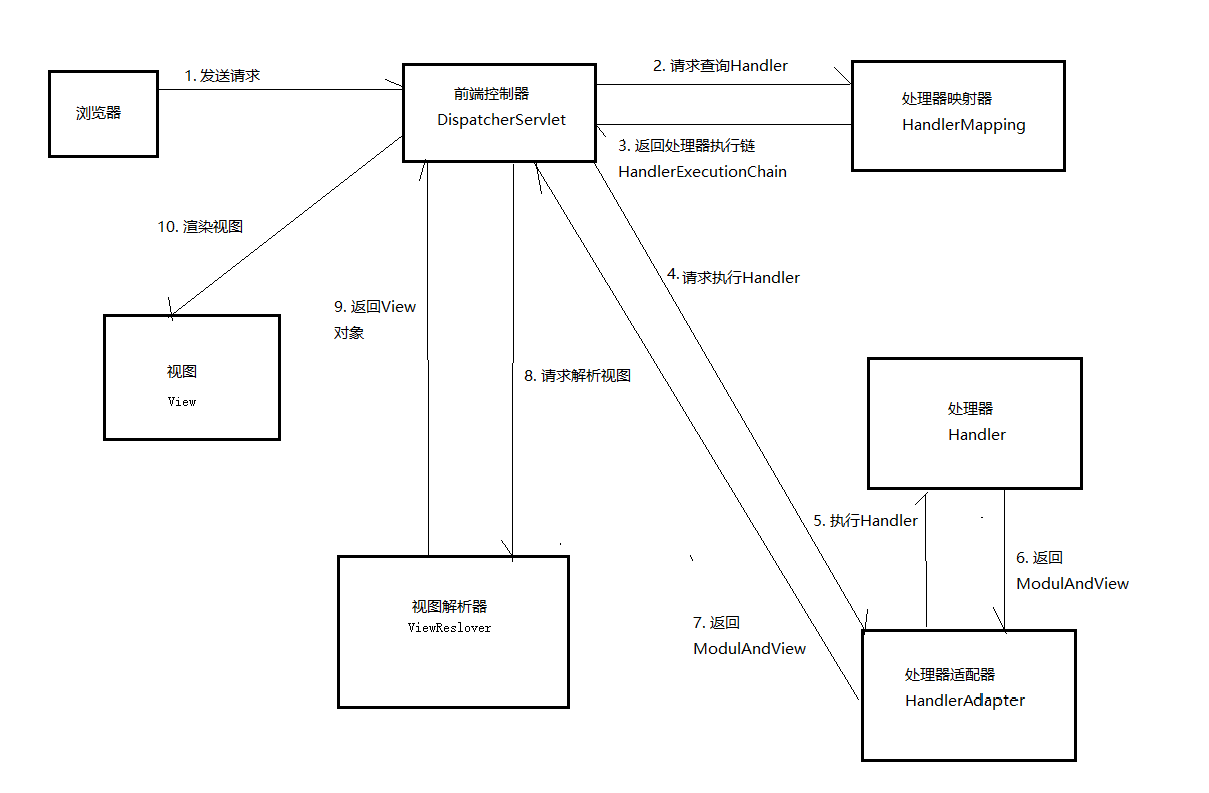 1. 发送请求
2. 请求查询Handler
浏览器
前端控制器
DispatcherServlet
处理器映射器
HandlerMapping
3. 返回处理器执行链
HandlerExecutionChain
10. 渲染视图
4. 请求执行Handler
9. 返回View
对象
视图
View
8. 请求解析视图
处理器
Handler
5. 执行Handler
6. 返回
ModulAndView
视图解析器
ViewReslover
7. 返回
ModulAndView
处理器适配器
HandlerAdapter